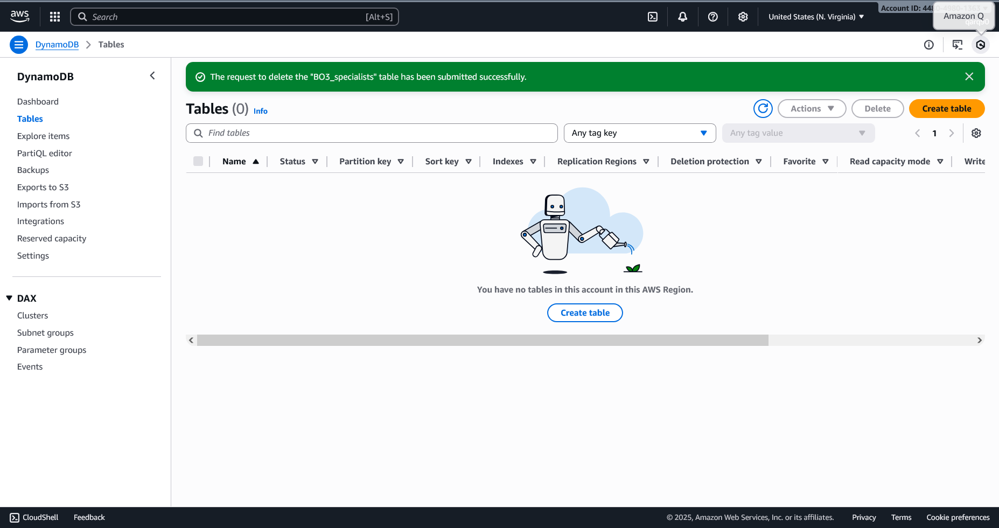 aws
Search
[Alt+S]
United States (N. Virginia)
Account ID: 4480-4980-1363
Amazon Q
DynamoDB
Tables
DynamoDB
Dashboard
Tables
Explore items
PartiQL editor
Backups
Exports to S3
Imports from S3
Integrations
Reserved capacity
Settings
DAX
Clusters
Subnet groups
Parameter groups
Events
The request to delete the "BO3_specialists" table has been submitted successfully.
Tables (0) Info
Actions
Delete
Create table
Find tables
Any tag key
Any tag value
1
Name Status Partition key Sort key Indexes Replication Regions Deletion protection Favorite Read capacity mode Write
You have no tables in this account in this AWS Region.
Create table
CloudShell Feedback
© 2025, Amazon Web Services, Inc. or its affiliates. Privacy Terms Cookie preferences